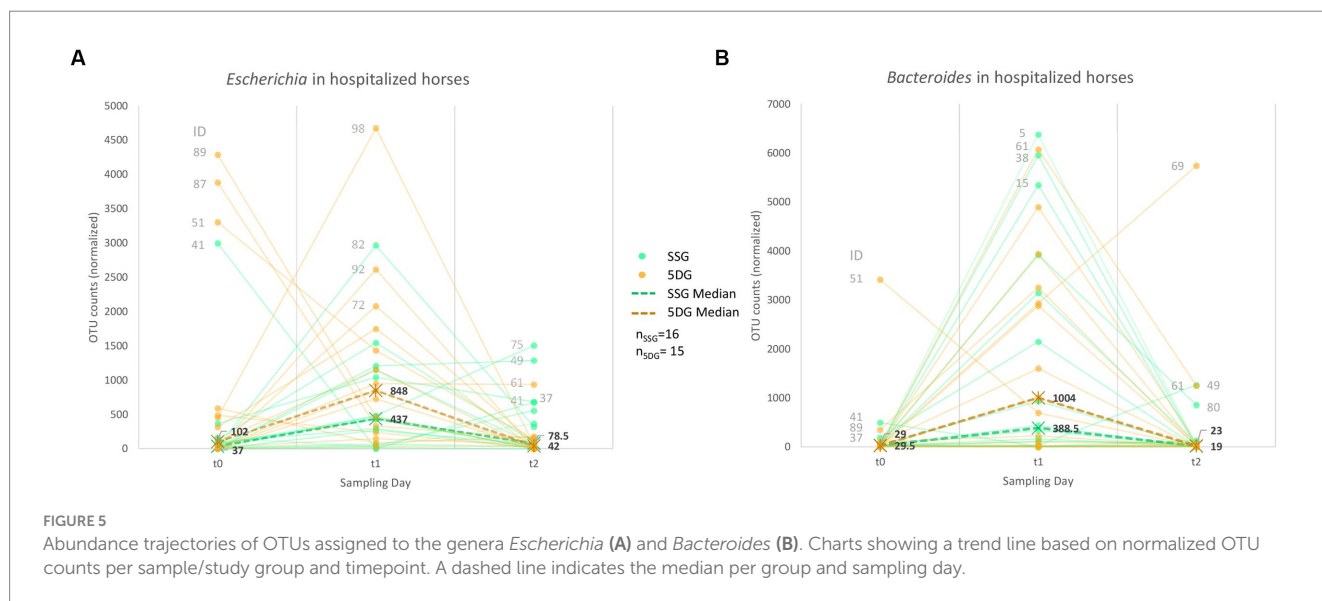 A
Escherichia in hospitalized horses
OTU counts (normalized)
5000
4500
4000
3500
3000
2500
2000
1500
1000
500
0
ID
89
87
51
41
98
82
92
72
75
49
61
37
41
102
37
848
437
78.5
42
t0
t1
t2
Sampling Day
SSG
5DG
SSG Median
5DG Median
nSSG=16
n5DG= 15
B
Bacteroides in hospitalized horses
OTU counts (normalized)
7000
6000
5000
4000
3000
2000
1000
0
ID
51
41
89
37
5
61
38
15
69
61
49
80
29
29.5
1004
388.5
23
19
t0
t1
t2
Sampling Day
FIGURE 5
Abundance trajectories of OTUs assigned to the genera Escherichia (A) and Bacteroides (B). Charts showing a trend line based on normalized OTU
counts per sample/study group and timepoint. A dashed line indicates the median per group and sampling day.